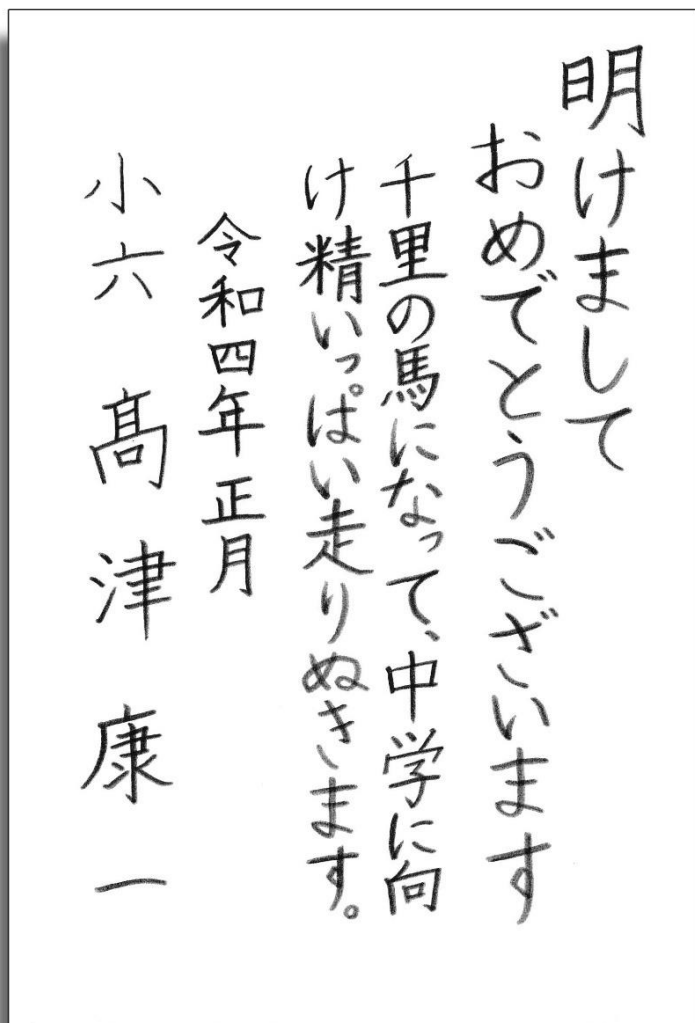 明けまして
おめでとうございます
千里の馬になって、中学に向
け精いっぱい走りぬきます。
令和四年 正月
小六 髙津康一